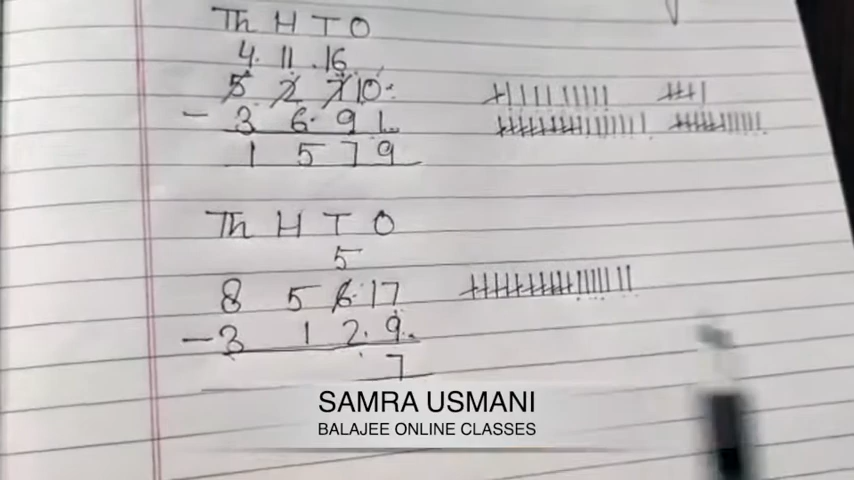 Th H T O
4 11 16
5 2 7 10
- 3 6 9 1
1 5 7 9
Th H T O
5
8 5 6 17
- 3 1 2 9
7
SAMRA USMANI
BALAJEE ONLINE CLASSES